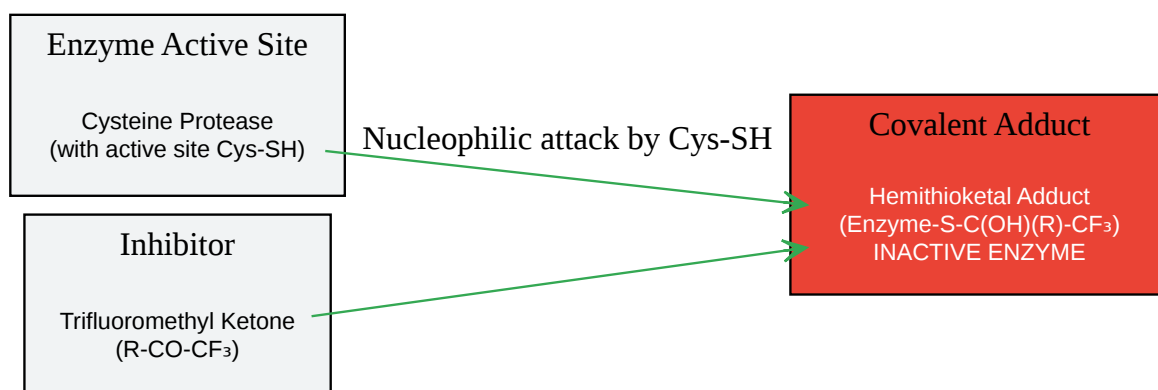 Enzyme Active Site
Cysteine Protease
(with active site Cys-SH)
Nucleophilic attack by Cys-SH
Inhibitor
Trifluoromethyl Ketone
(R-CO-CF₃)
Covalent Adduct
Hemithioketal Adduct
(Enzyme-S-C(OH)(R)-CF₃)
INACTIVE ENZYME